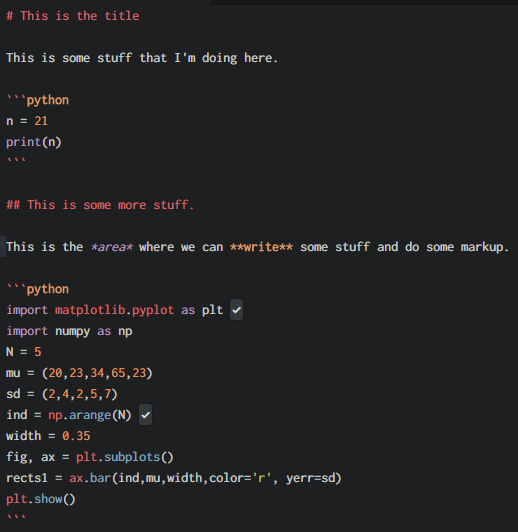 # This is the title
This is some stuff that I'm doing here.
```python
n = 21
print(n)
```
## This is some more stuff.
This is the *area* where we can **write** some stuff and do some markup.
```python
import matplotlib.pyplot as plt ✓
import numpy as np
N = 5
mu = (20,23,34,65,23)
sd = (2,4,2,5,7)
ind = np.arange(N) ✓
width = 0.35
fig, ax = plt.subplots()
rects1 = ax.bar(ind,mu,width,color='r', yerr=sd)
plt.show()
```